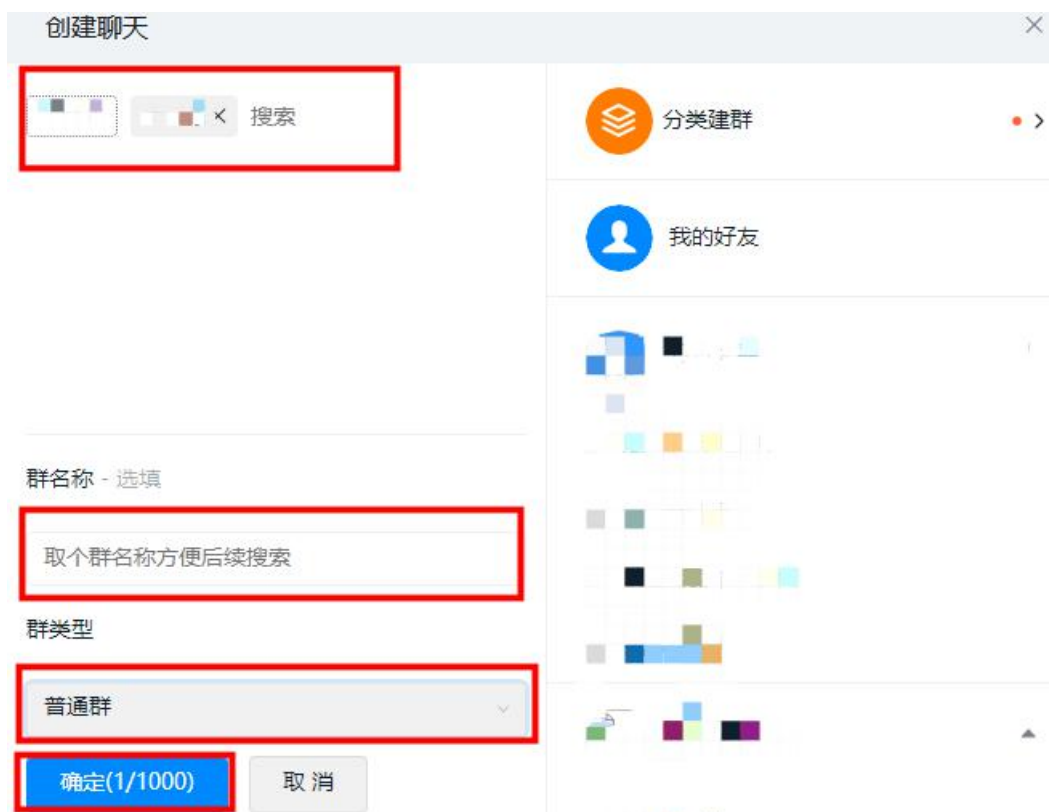 创建聊天
搜索
分类建群
我的好友
群名称 - 选填
取个群名称方便后续搜索
群类型
普通群
确定(1/1000)
取消